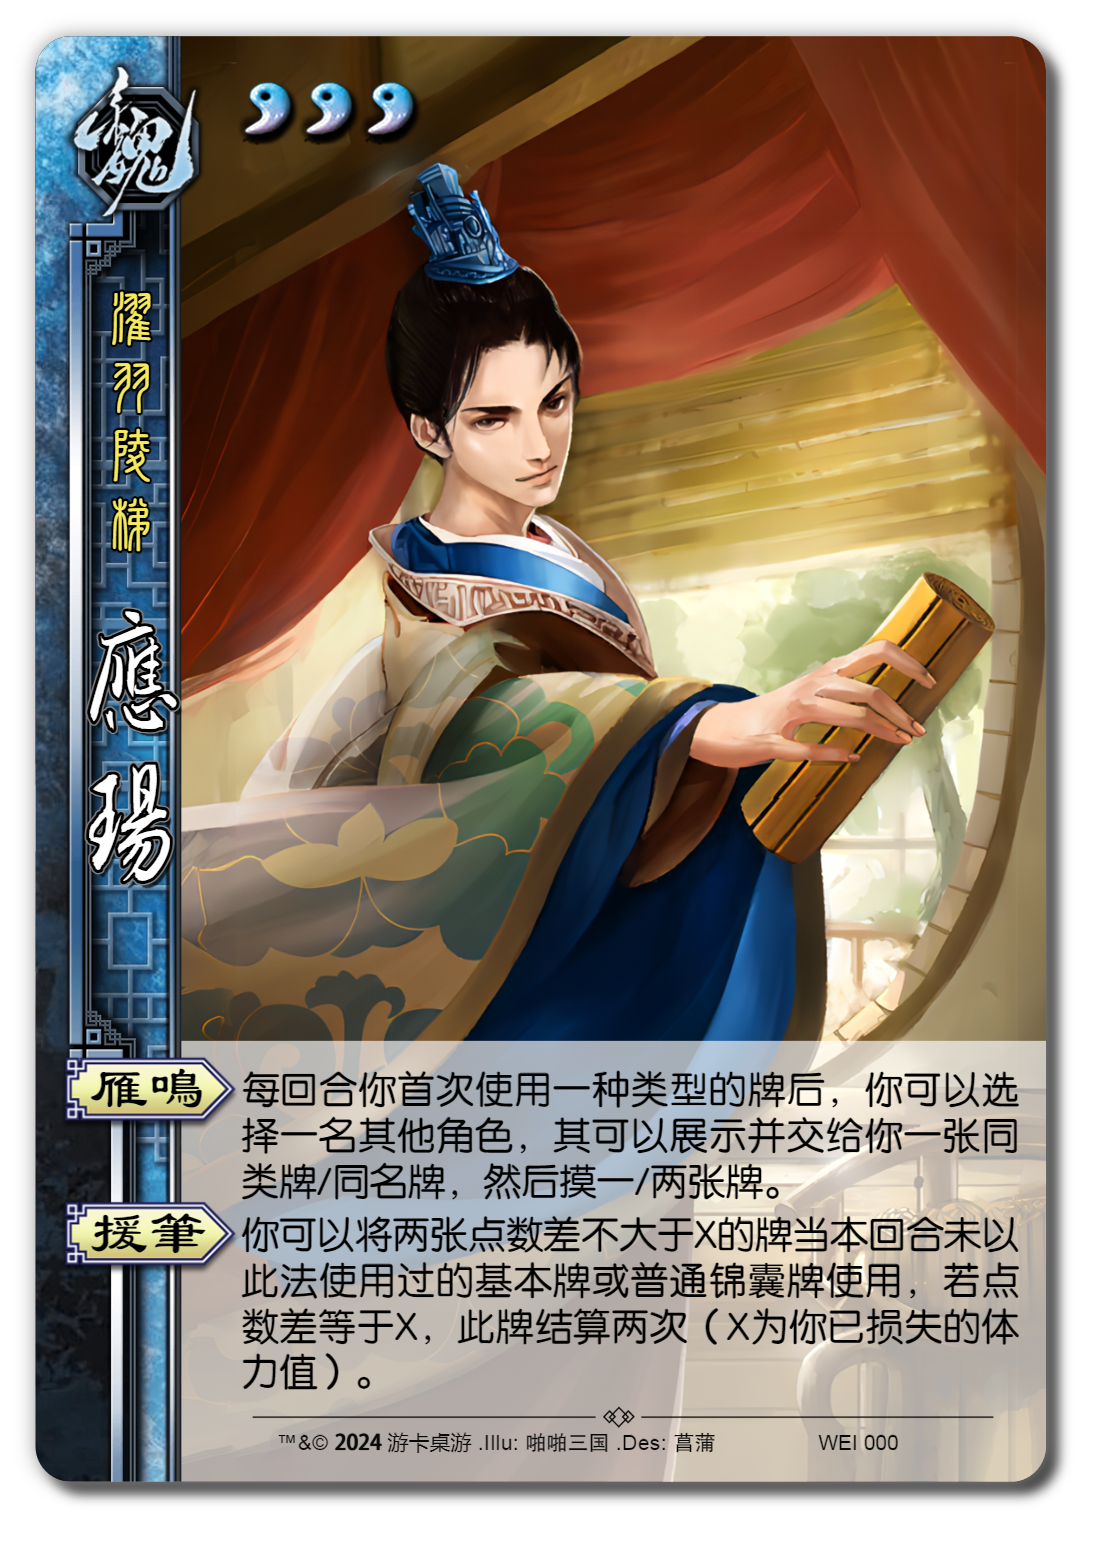 魏
濯羽陵梯
應瑒
雁鳴
每回合你首次使用一种类型的牌后，你可以选
择一名其他角色，其可以展示并交给你一张同
类牌/同名牌，然后摸一/两张牌。
援筆
你可以将两张点数差不大于X的牌当本回合未以
此法使用过的基本牌或普通锦囊牌使用，若点
数差等于X，此牌结算两次（X为你已损失的体
力值）。
™&© 2024 游卡桌游 .Illu: 啪啪三国 .Des: 菖蒲 WEI 000